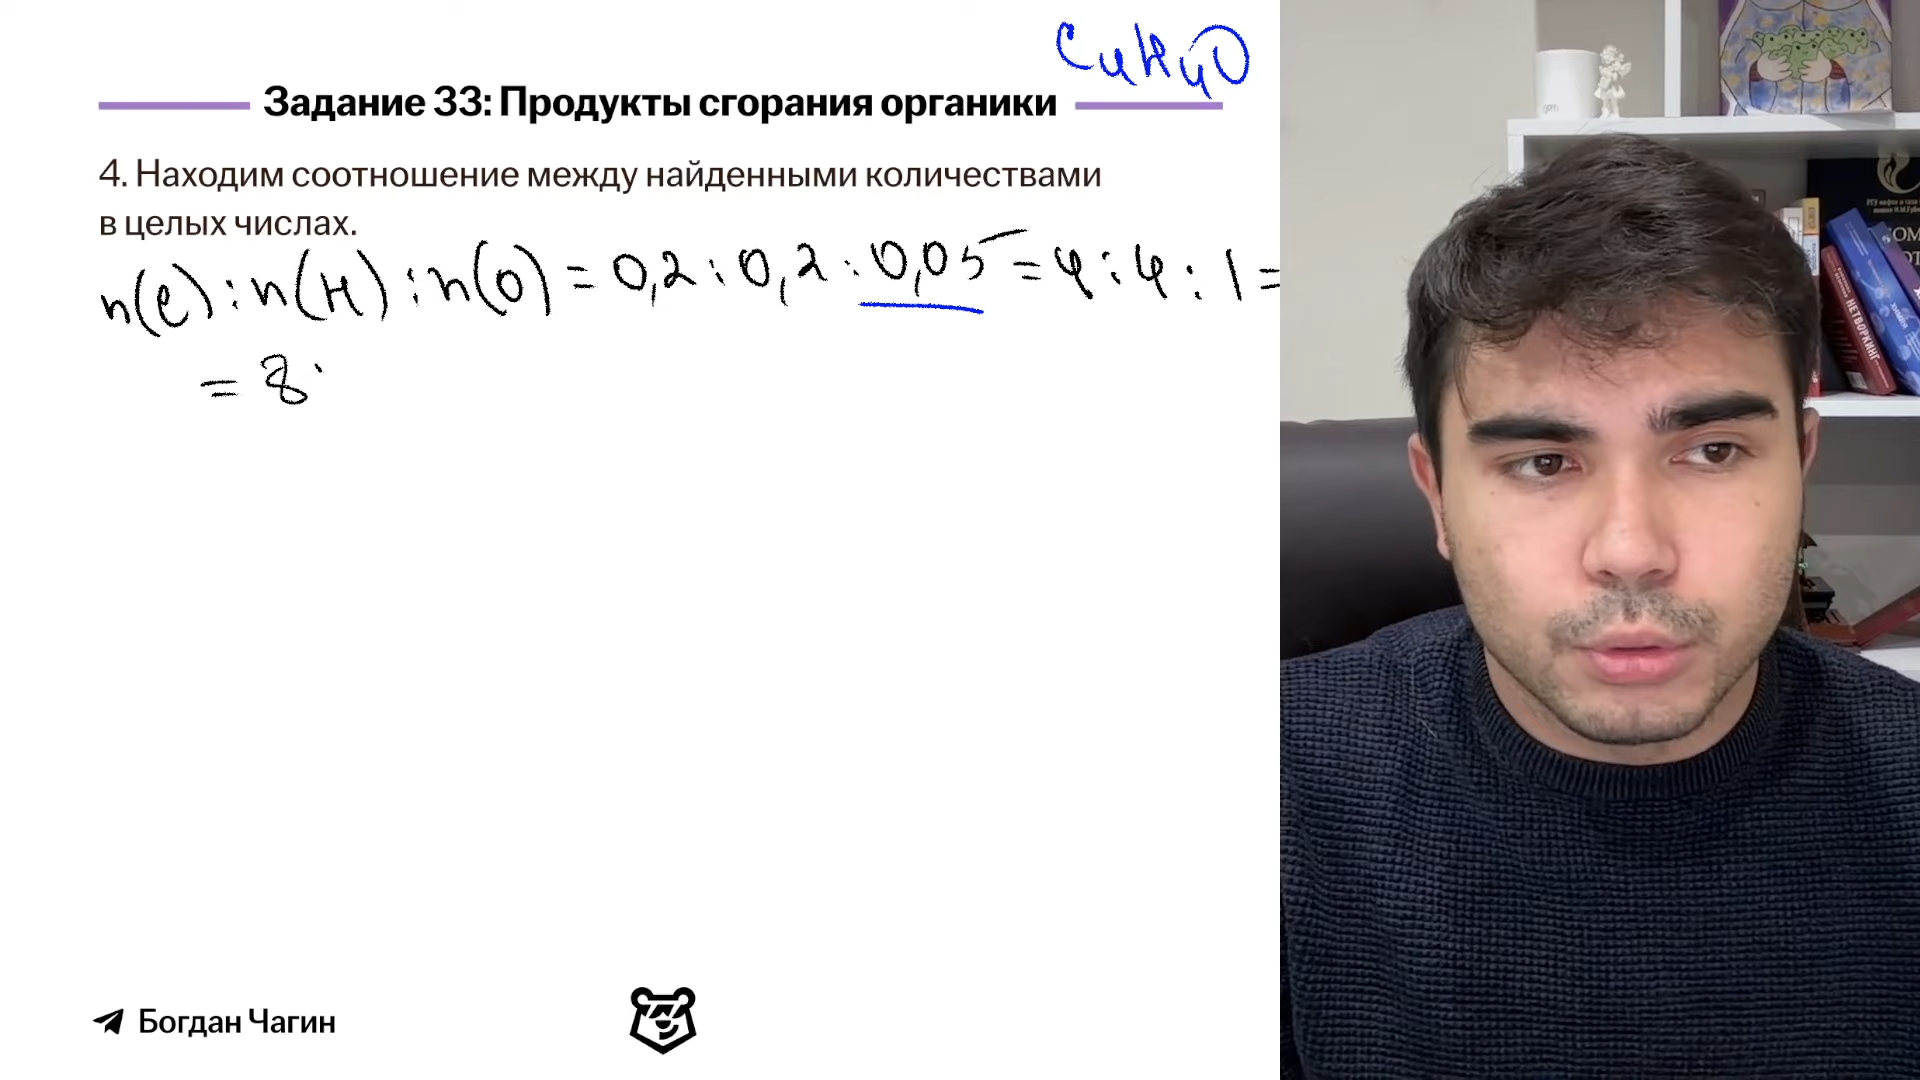 C₄H₄O
Задание 33: Продукты сгорания органики
4. Находим соотношение между найденными количествами
в целых числах.
n(C) : n(H) : n(O) = 0,2 : 0,2 : 0,05 = 4 : 4 : 1 =
= 8:
Богдан Чагин
НЕТВОРКИНГ